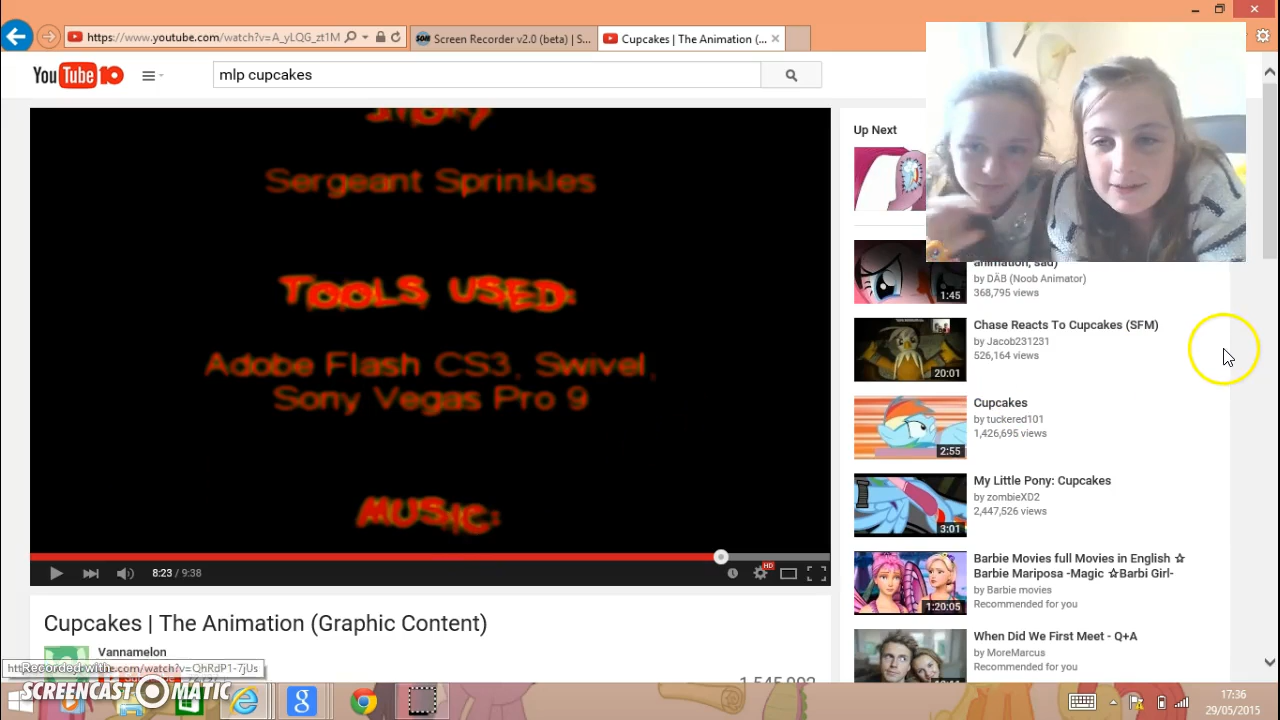 https://www.youtube.com/watch?v=A_yLQG_zt1M
Screen Recorder v2.0 (beta) | S...
Cupcakes | The Animation (...
YouTube 10
mlp cupcakes
Sergeant Sprinkles
TOOLS USED:
Adobe Flash CS3, Swivel,
Sony Vegas Pro 9
MUSIC:
8:23 / 9:38
HD
Cupcakes | The Animation (Graphic Content)
Vannamelon
Up Next
animation, sad)
by DÄB (Noob Animator)
368,795 views
1:45
Chase Reacts To Cupcakes (SFM)
by Jacob231231
526,164 views
20:01
Cupcakes
by tuckered101
1,426,695 views
2:55
My Little Pony: Cupcakes
by zombieXD2
2,447,526 views
3:01
Barbie Movies full Movies in English ☆
Barbie Mariposa -Magic ☆Barbi Girl-
by Barbie movies
Recommended for you
1:20:05
When Did We First Meet - Q+A
by MoreMarcus
Recommended for you
Recorded with
SCREENCAST MATIC
17:36
29/05/2015